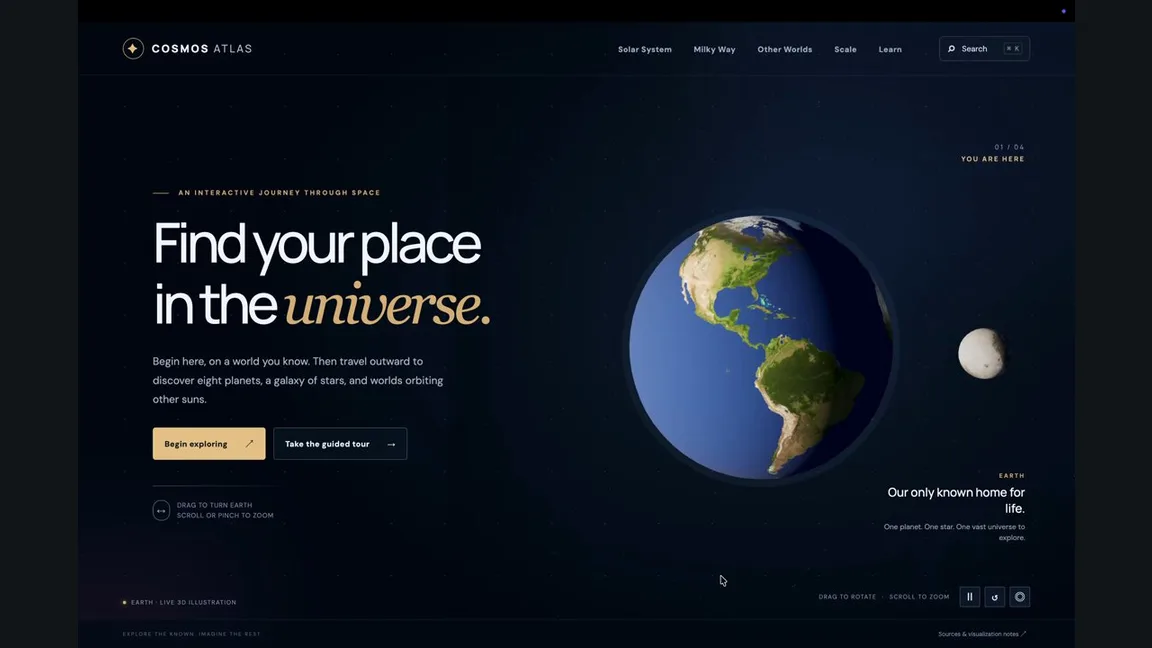 COSMOS ATLAS
Solar System
Milky Way
Other Worlds
Scale
Learn
Search
⌘ K
01 / 04
YOU ARE HERE
AN INTERACTIVE JOURNEY THROUGH SPACE
Find your place
in the universe.
Begin here, on a world you know. Then travel outward to
discover eight planets, a galaxy of stars, and worlds orbiting
other suns.
Begin exploring ↗
Take the guided tour →
DRAG TO TURN EARTH
SCROLL OR PINCH TO ZOOM
EARTH
Our only known home for
life.
One planet. One star. One vast universe to
explore.
EARTH · LIVE 3D ILLUSTRATION
DRAG TO ROTATE · SCROLL TO ZOOM
EXPLORE THE KNOWN. IMAGINE THE REST.
Sources & visualization notes ↗